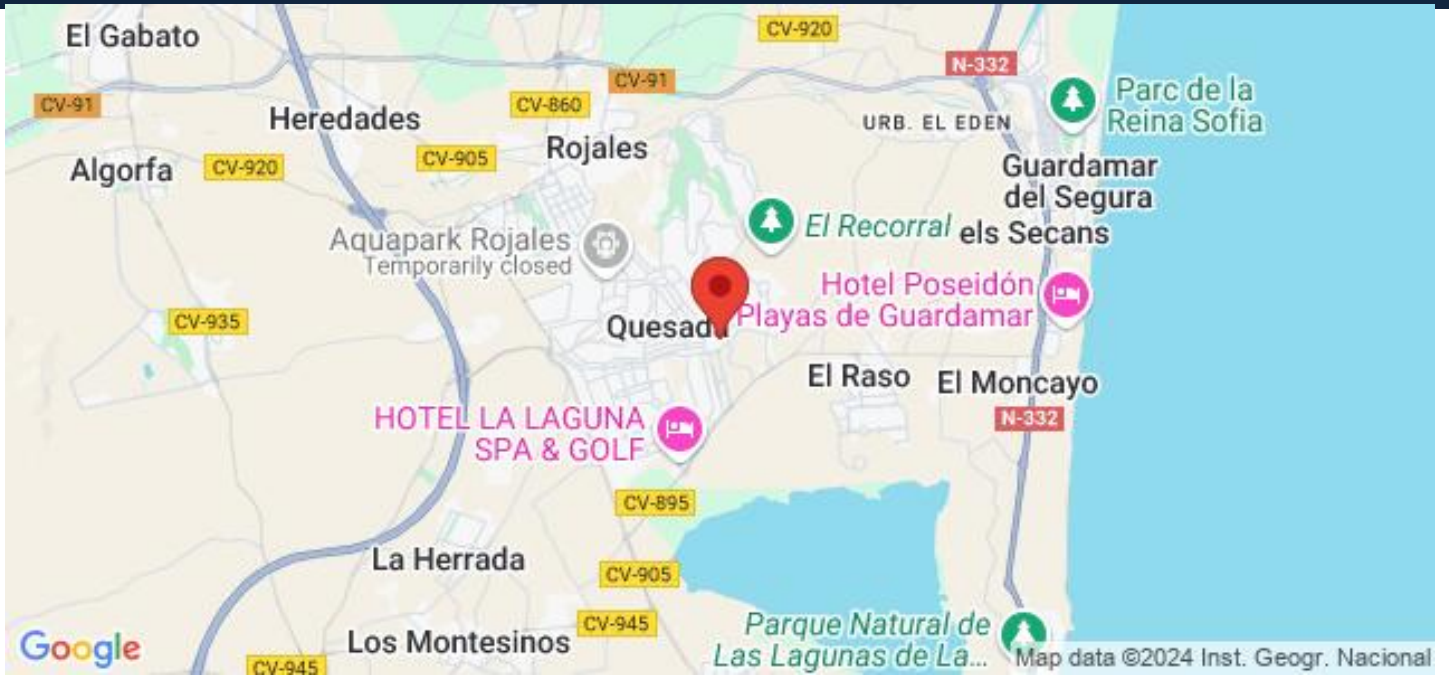 El Gabato
CV-920
N-332
CV-91
CV-91
CV-860
Parc de la
Reina Sofia
Heredades
URB. EL EDEN
Rojales
CV-905
Algorfa
CV-920
Guardamar
del Segura
El Recorral
els Secans
Aquapark Rojales
Temporarily closed
Hotel Poseidón
Playas de Guardamar
CV-935
Quesada
El Raso
El Moncayo
HOTEL LA LAGUNA
SPA & GOLF
N-332
CV-895
La Herrada
CV-905
CV-945
Los Montesinos
Parque Natural de
Las Lagunas de La...
Google
CV-945
Map data ©2024 Inst. Geogr. Nacional